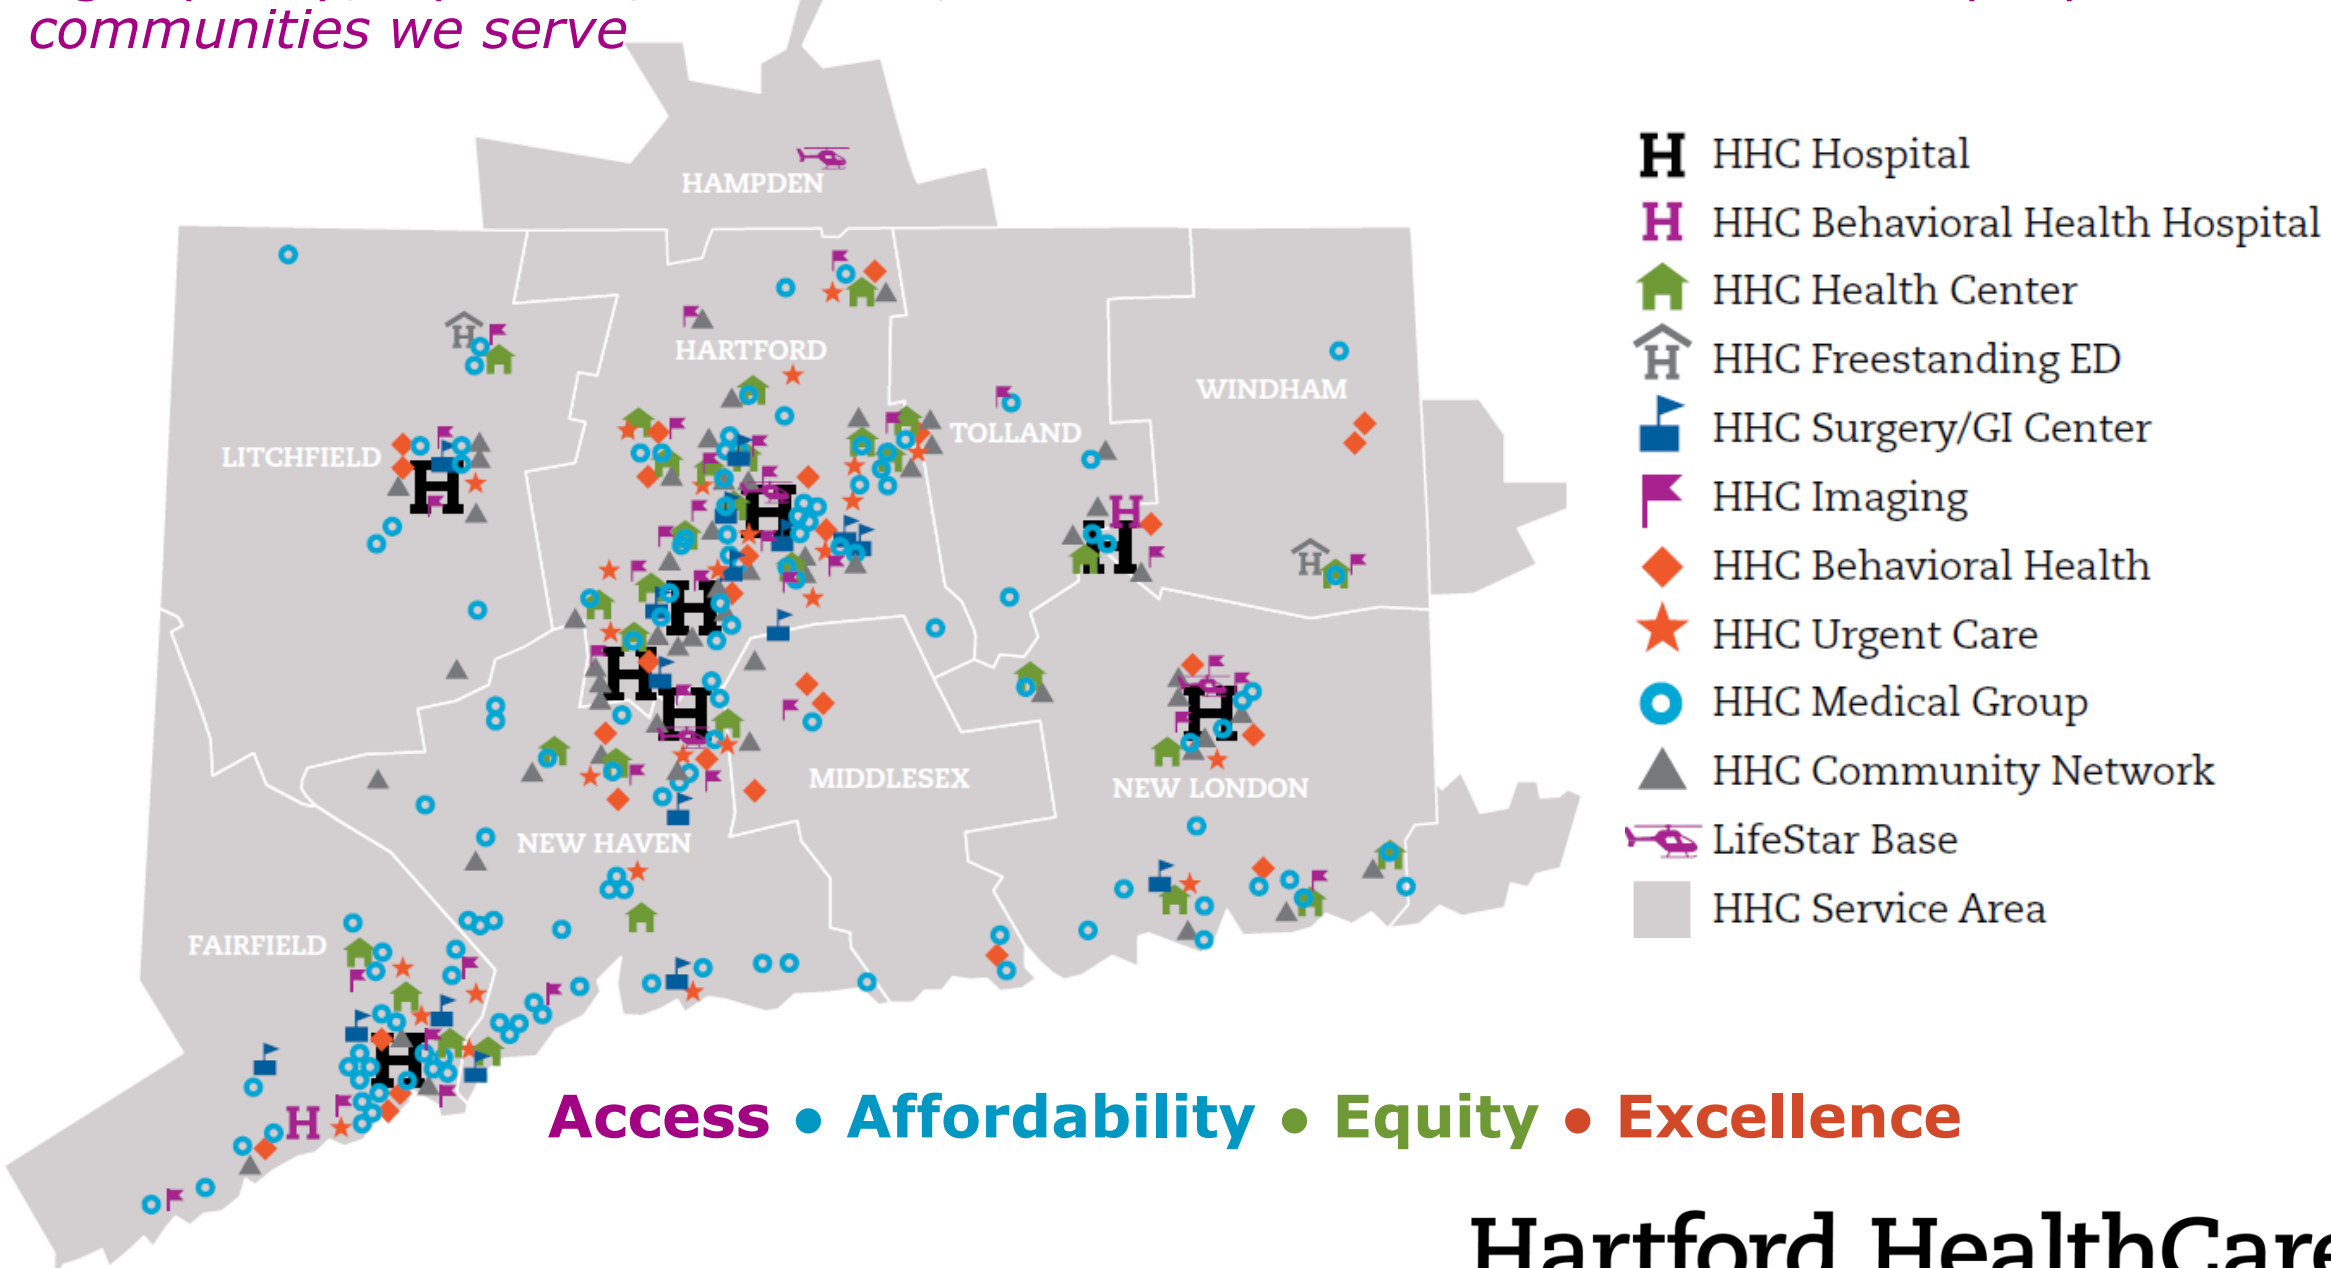 communities we serve
HAMPDEN
HARTFORD
TOLLAND
WINDHAM
LITCHFIELD
MIDDLESEX
NEW LONDON
NEW HAVEN
FAIRFIELD
H HHC Hospital
H HHC Behavioral Health Hospital
HHC Health Center
H HHC Freestanding ED
HHC Surgery/GI Center
HHC Imaging
HHC Behavioral Health
HHC Urgent Care
HHC Medical Group
HHC Community Network
LifeStar Base
HHC Service Area
Access • Affordability • Equity • Excellence
Hartford HealthCare